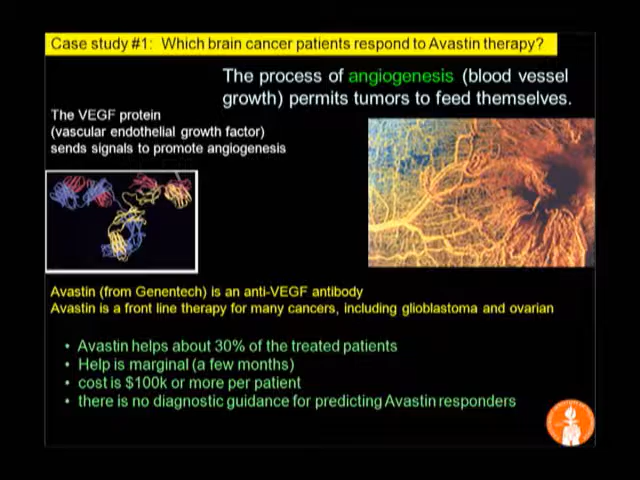 Case study #1: Which brain cancer patients respond to Avastin therapy?
The process of angiogenesis (blood vessel
growth) permits tumors to feed themselves.
The VEGF protein
(vascular endothelial growth factor)
sends signals to promote angiogenesis
Avastin (from Genentech) is an anti-VEGF antibody
Avastin is a front line therapy for many cancers, including glioblastoma and ovarian
• Avastin helps about 30% of the treated patients
• Help is marginal (a few months)
• cost is $100k or more per patient
• there is no diagnostic guidance for predicting Avastin responders